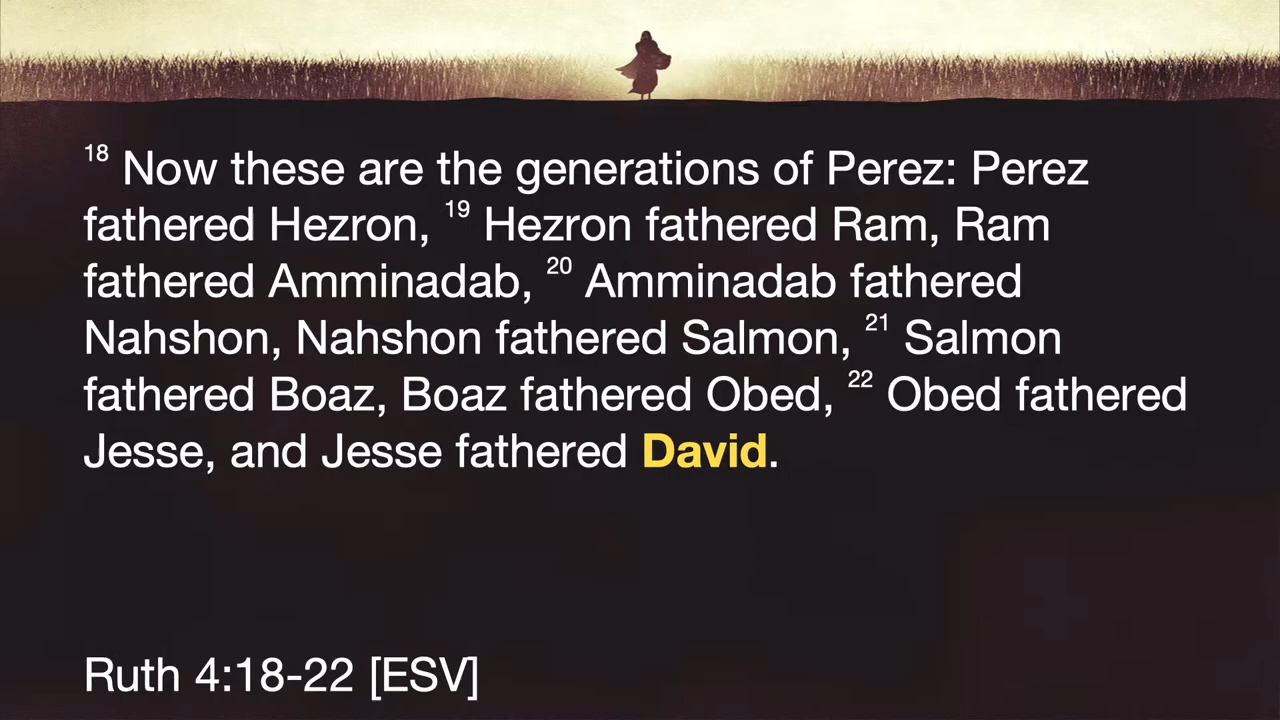 18 Now these are the generations of Perez: Perez
fathered Hezron, 19 Hezron fathered Ram, Ram
fathered Amminadab, 20 Amminadab fathered
Nahshon, Nahshon fathered Salmon, 21 Salmon
fathered Boaz, Boaz fathered Obed, 22 Obed fathered
Jesse, and Jesse fathered David.
Ruth 4:18-22 [ESV]